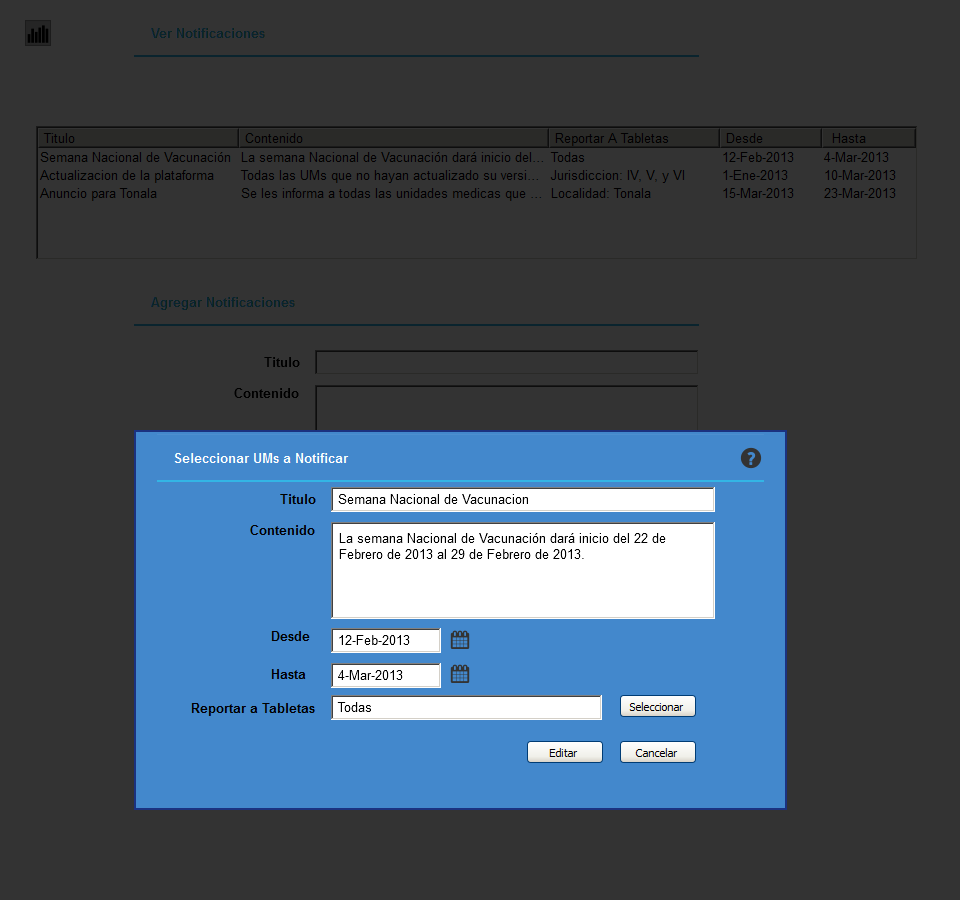 Ver Notificaciones
Titulo Contenido Reportar A Tabletas Desde Hasta
Semana Nacional de Vacunación La semana Nacional de Vacunación dará inicio del... Todas 12-Feb-2013 4-Mar-2013
Actualizacion de la plataforma Todas las UMs que no hayan actualizado su versi... Jurisdiccion: IV, V, y VI 1-Ene-2013 10-Mar-2013
Anuncio para Tonala Se les informa a todas las unidades medicas que ... Localidad: Tonala 15-Mar-2013 23-Mar-2013
Agregar Notificaciones
Titulo
Contenido
Seleccionar UMs a Notificar ?
Titulo Semana Nacional de Vacunacion
Contenido La semana Nacional de Vacunación dará inicio del 22 de
Febrero de 2013 al 29 de Febrero de 2013.
Desde 12-Feb-2013
Hasta 4-Mar-2013
Reportar a Tabletas Todas Seleccionar
Editar Cancelar